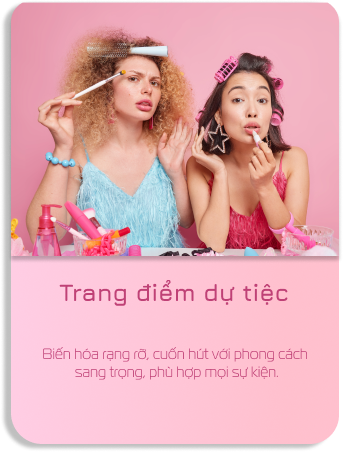 Trang điểm dự tiệc
Biến hóa rạng rỡ, cuốn hút với phong cách
sang trọng, phù hợp mọi sự kiện.